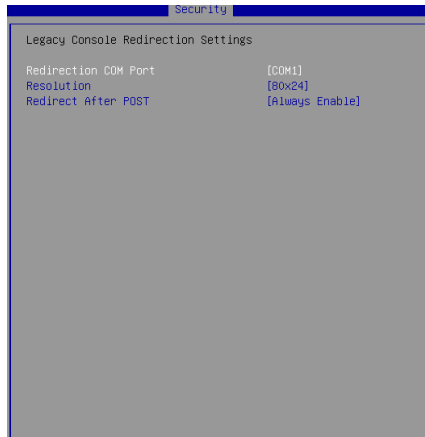 Security
Legacy Console Redirection Settings
Redirection COM Port [COM1]
Resolution [80x24]
Redirect After POST [Always Enable]